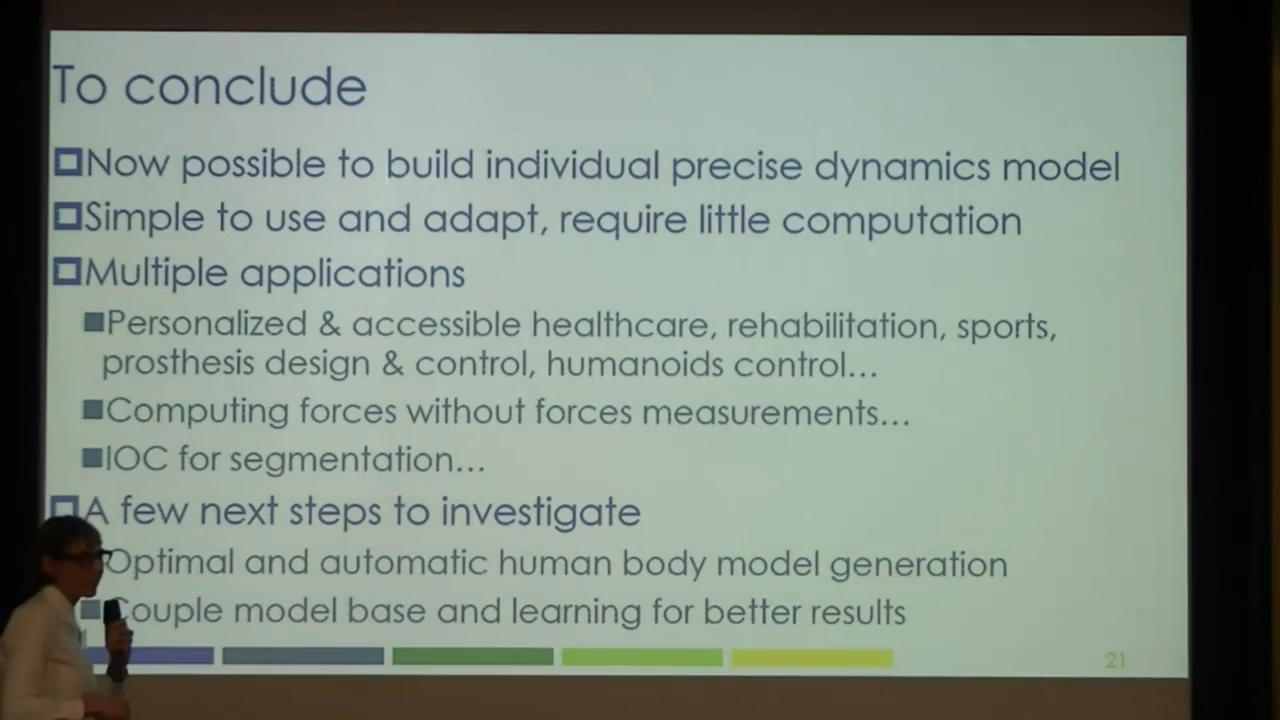 To conclude
Now possible to build individual precise dynamics model
Simple to use and adapt, require little computation
Multiple applications
Personalized & accessible healthcare, rehabilitation, sports,
prosthesis design & control, humanoids control...
Computing forces without forces measurements...
IOC for segmentation...
A few next steps to investigate
Optimal and automatic human body model generation
Couple model base and learning for better results
21